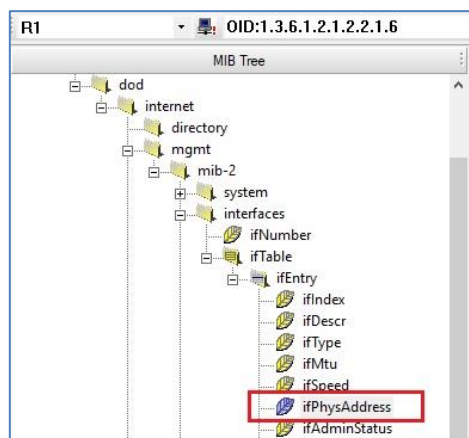 R1 OID:1.3.6.1.2.1.2.2.1.6
MIB Tree
dod
internet
directory
mgmt
mib-2
system
interfaces
ifNumber
ifTable
ifEntry
ifIndex
ifDescr
ifType
ifMtu
ifSpeed
ifPhysAddress
ifAdminStatus